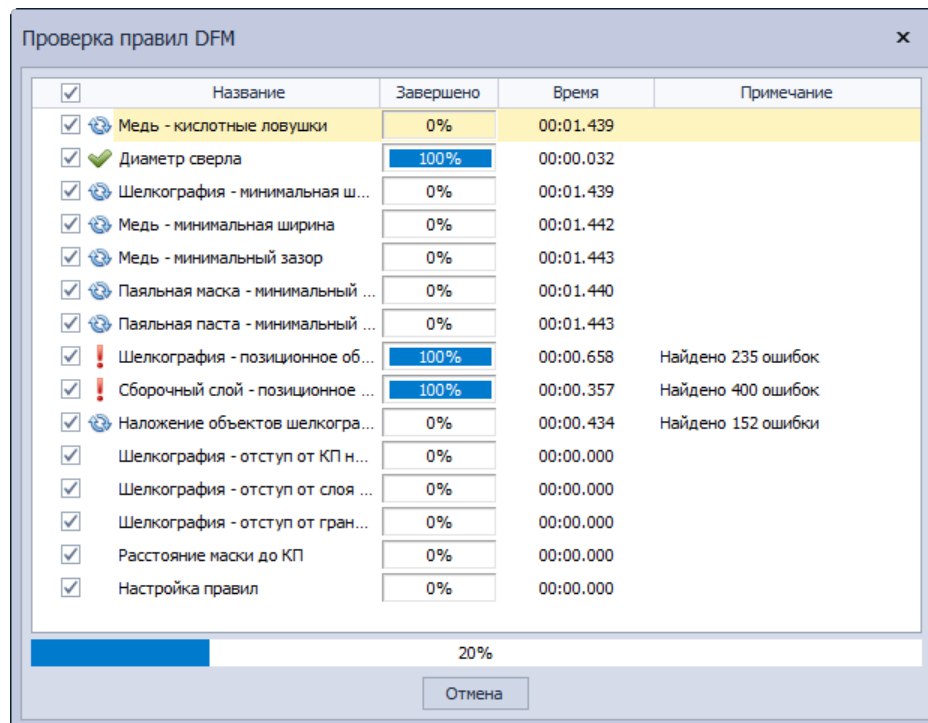 Проверка правил DFM
Название Завершено Время Примечание
Медь - кислотные ловушки 0% 00:01.439
Диаметр сверла 100% 00:00.032
Шелкография - минимальная ш... 0% 00:01.439
Медь - минимальная ширина 0% 00:01.442
Медь - минимальный зазор 0% 00:01.443
Паяльная маска - минимальный ... 0% 00:01.440
Паяльная паста - минимальный ... 0% 00:01.443
Шелкография - позиционное об... 100% 00:00.658 Найдено 235 ошибок
Сборочный слой - позиционное ... 100% 00:00.357 Найдено 400 ошибок
Наложение объектов шелкогра... 0% 00:00.434 Найдено 152 ошибки
Шелкография - отступ от КП н... 0% 00:00.000
Шелкография - отступ от слоя ... 0% 00:00.000
Шелкография - отступ от гран... 0% 00:00.000
Расстояние маски до КП 0% 00:00.000
Настройка правил 0% 00:00.000
20%
Отмена